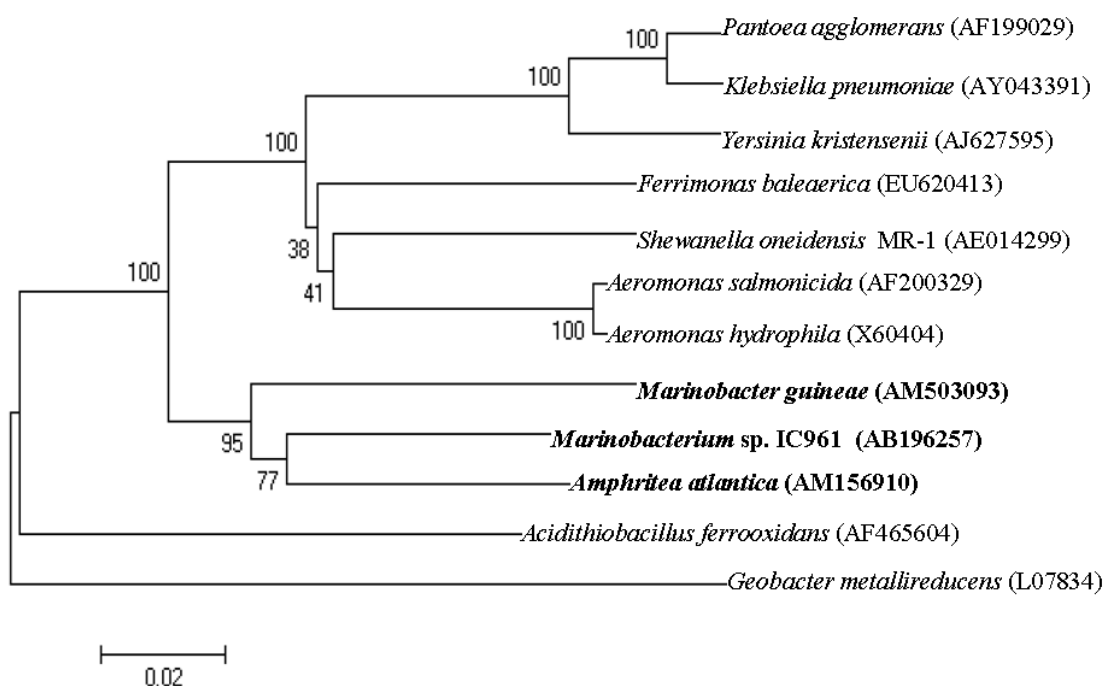 100
Pantoea agglomerans (AF199029)
100
Klebsiella pneumoniae (AY043391)
100
Yersinia kristensenii (AJ627595)
Ferrimonas baleaerica (EU620413)
38
Shewanella oneidensis MR-1 (AE014299)
100
41
Aeromonas salmonicida (AF200329)
100
Aeromonas hydrophila (X60404)
Marinobacter guineae (AM503093)
95
Marinobacterium sp. IC961 (AB196257)
77
Amphritea atlantica (AM156910)
Acidithiobacillus ferrooxidans (AF465604)
Geobacter metallireducens (L07834)
0.02